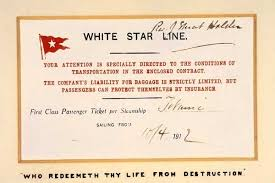 Rev J Stuart Holden
WHITE STAR LINE.
YOUR ATTENTION IS SPECIALLY DIRECTED TO THE CONDITIONS OF
TRANSPORTATION IN THE ENCLOSED CONTRACT.
THE COMPANY'S LIABILITY FOR BAGGAGE IS STRICTLY LIMITED, BUT
PASSENGERS CAN PROTECT THEMSELVES BY INSURANCE
First Class Passenger Ticket per Steamship Titanic
SAILING FROM 10/4 1912
"WHO REDEEMETH THY LIFE FROM DESTRUCTION"